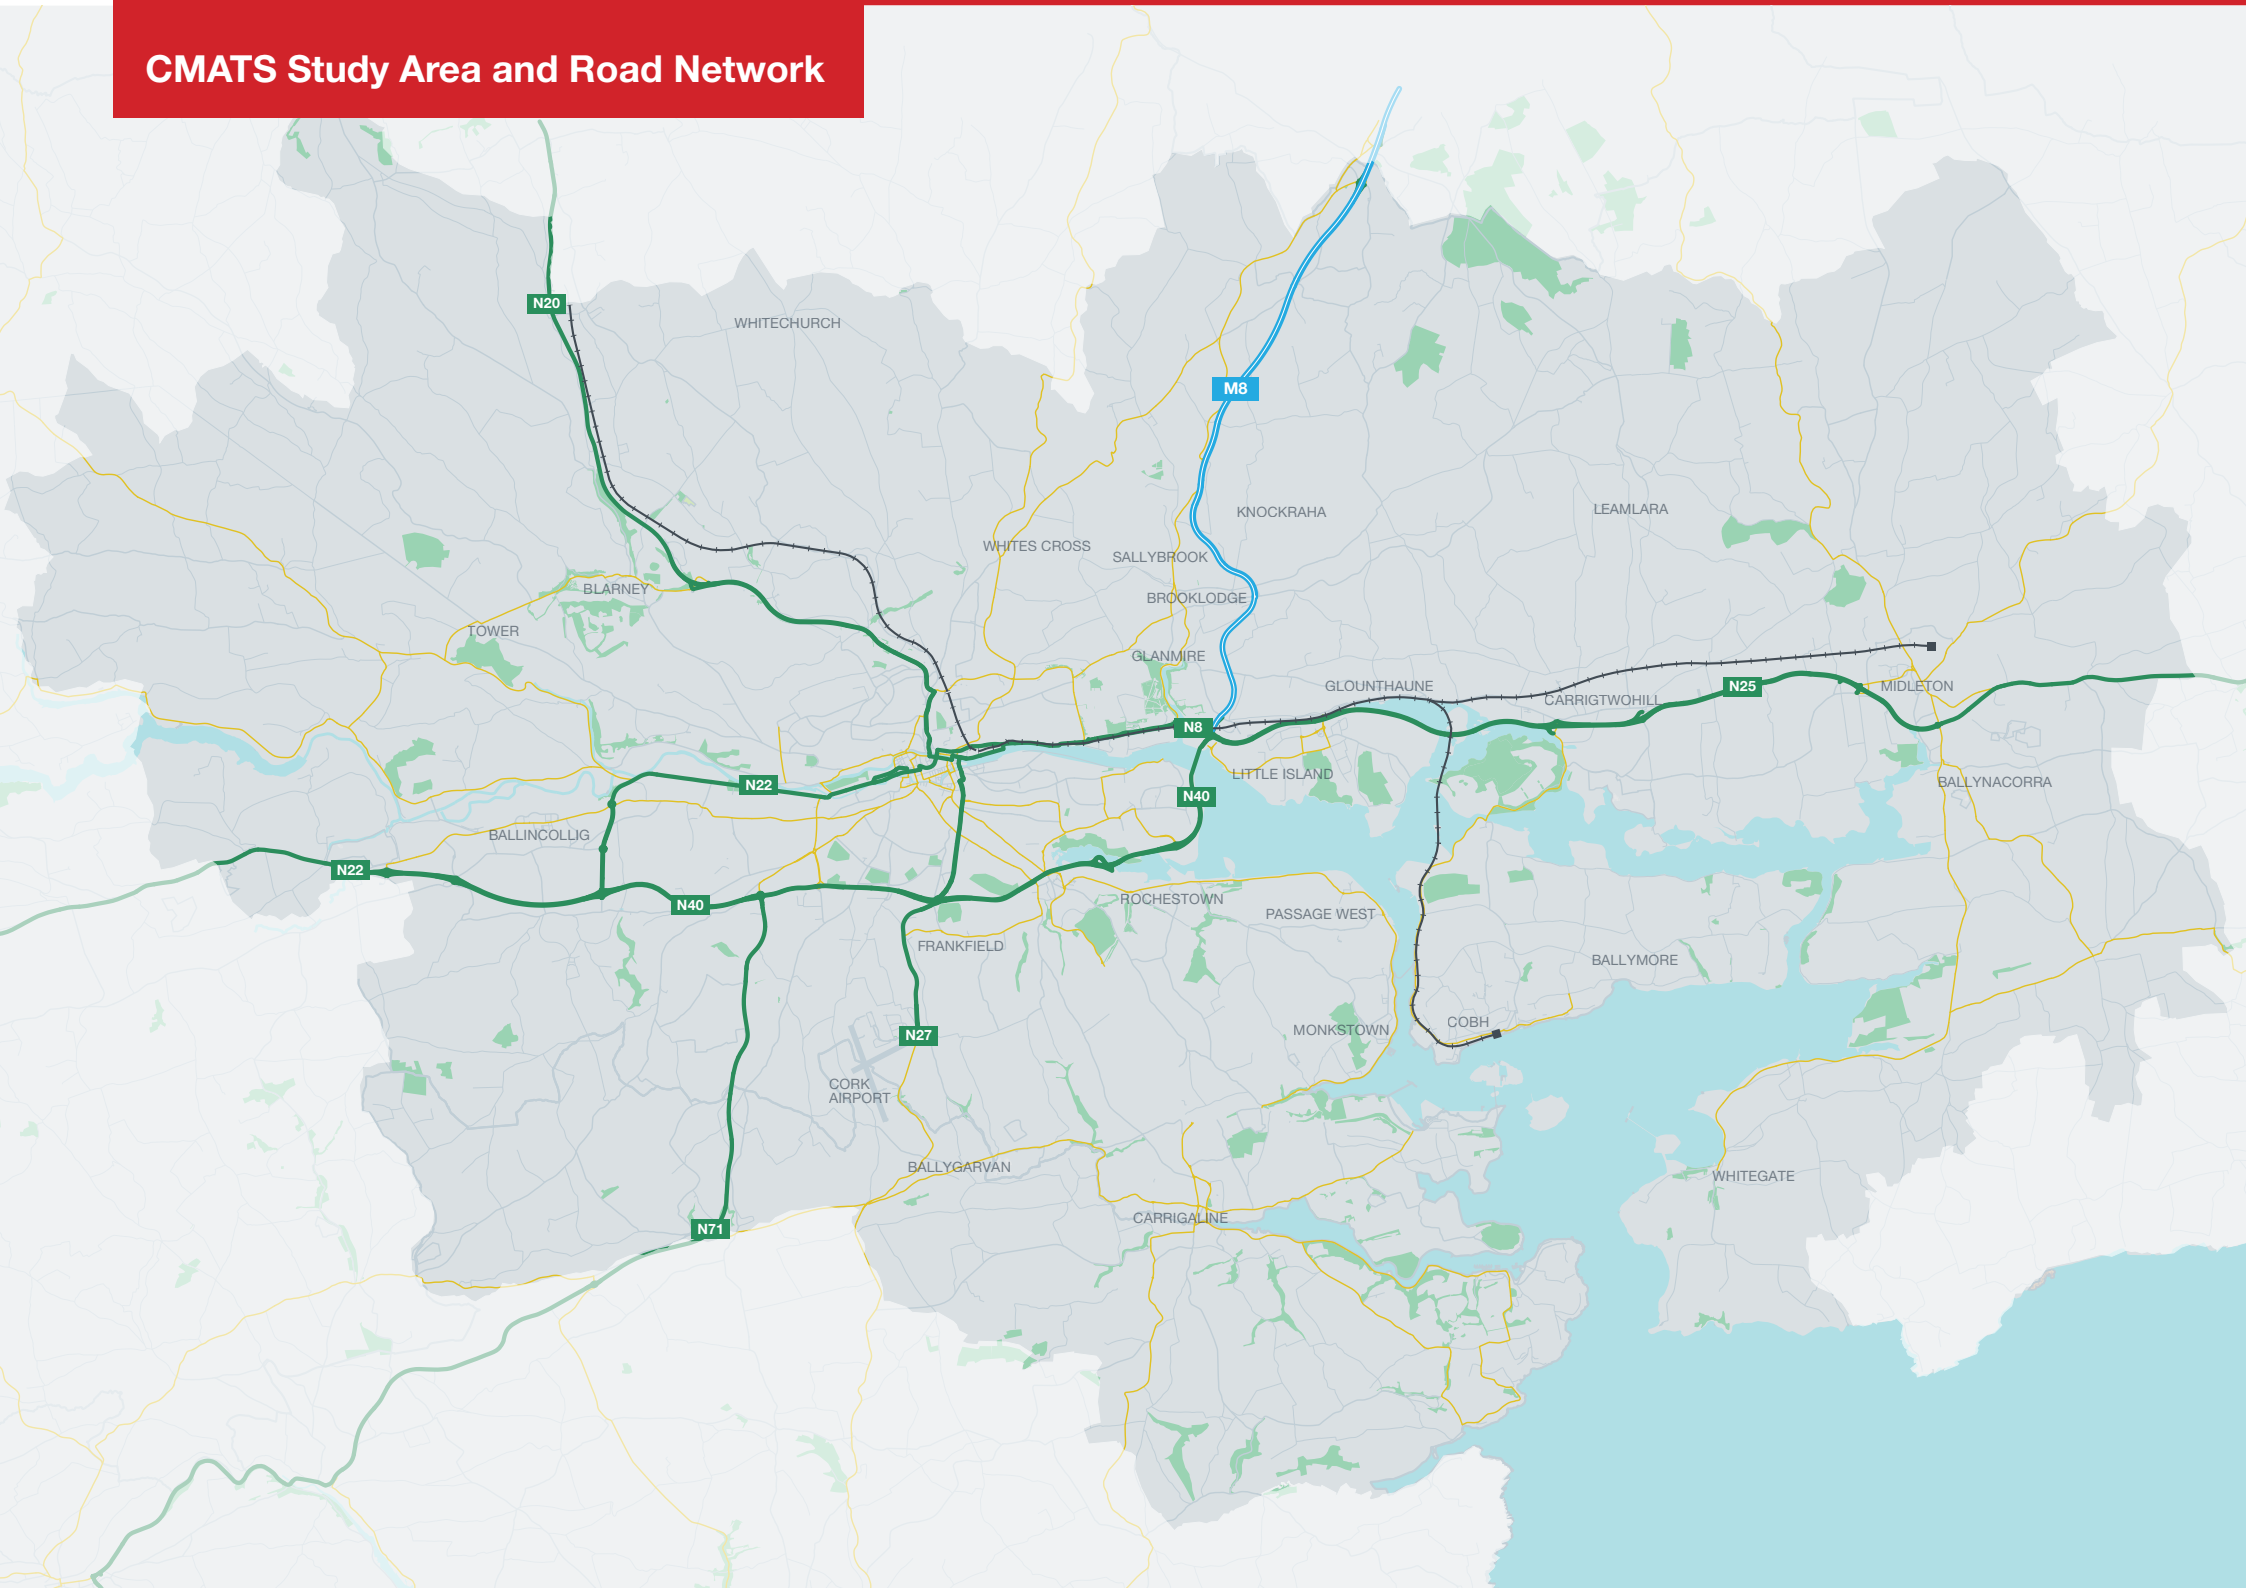 CMATS Study Area and Road Network
N20
WHITECHURCH
M8
KNOCKRAHA
LEAMLARA
WHITES CROSS
SALLYBROOK
BLARNEY
BROOKLODGE
TOWER
GLANMIRE
GLOUNTHAUNE
N25
MIDLETON
CARRIGTWOHILL
N8
LITTLE ISLAND
BALLYNACORRA
N22
N40
BALLINCOLLIG
N22
N40
ROCHESTOWN
PASSAGE WEST
FRANKFIELD
BALLYMORE
COBH
MONKSTOWN
N27
CORK
AIRPORT
BALLYGARVAN
WHITEGATE
CARRIGALINE
N71